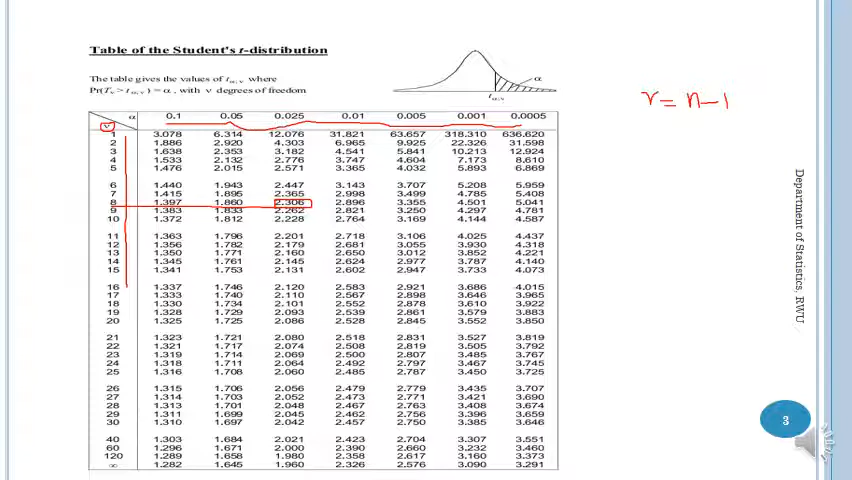 Table of the Student's t-distribution
The table gives the values of tα;ν where
Pr(Tν > tα;ν) = α, with ν degrees of freedom
α
tα;ν
ν = n-1
α 0.1 0.05 0.025 0.01 0.005 0.001 0.0005
ν
1 3.078 6.314 12.076 31.821 63.657 318.310 636.620
2 1.886 2.920 4.303 6.965 9.925 22.326 31.598
3 1.638 2.353 3.182 4.541 5.841 10.213 12.924
4 1.533 2.132 2.776 3.747 4.604 7.173 8.610
5 1.476 2.015 2.571 3.365 4.032 5.893 6.869
6 1.440 1.943 2.447 3.143 3.707 5.208 5.959
7 1.415 1.895 2.365 2.998 3.499 4.785 5.408
8 1.397 1.860 2.306 2.896 3.355 4.501 5.041
9 1.383 1.833 2.262 2.821 3.250 4.297 4.781
10 1.372 1.812 2.228 2.764 3.169 4.144 4.587
11 1.363 1.796 2.201 2.718 3.106 4.025 4.437
12 1.356 1.782 2.179 2.681 3.055 3.930 4.318
13 1.350 1.771 2.160 2.650 3.012 3.852 4.221
14 1.345 1.761 2.145 2.624 2.977 3.787 4.140
15 1.341 1.753 2.131 2.602 2.947 3.733 4.073
16 1.337 1.746 2.120 2.583 2.921 3.686 4.015
17 1.333 1.740 2.110 2.567 2.898 3.646 3.965
18 1.330 1.734 2.101 2.552 2.878 3.610 3.922
19 1.328 1.729 2.093 2.539 2.861 3.579 3.883
20 1.325 1.725 2.086 2.528 2.845 3.552 3.850
21 1.323 1.721 2.080 2.518 2.831 3.527 3.819
22 1.321 1.717 2.074 2.508 2.819 3.505 3.792
23 1.319 1.714 2.069 2.500 2.807 3.485 3.767
24 1.318 1.711 2.064 2.492 2.797 3.467 3.745
25 1.316 1.708 2.060 2.485 2.787 3.450 3.725
26 1.315 1.706 2.056 2.479 2.779 3.435 3.707
27 1.314 1.703 2.052 2.473 2.771 3.421 3.690
28 1.313 1.701 2.048 2.467 2.763 3.408 3.674
29 1.311 1.699 2.045 2.462 2.756 3.396 3.659
30 1.310 1.697 2.042 2.457 2.750 3.385 3.646
40 1.303 1.684 2.021 2.423 2.704 3.307 3.551
60 1.296 1.671 2.000 2.390 2.660 3.232 3.460
120 1.289 1.658 1.980 2.358 2.617 3.160 3.373
∞ 1.282 1.645 1.960 2.326 2.576 3.090 3.291
Department of Statistics, RWU
3